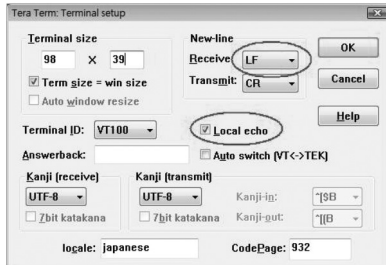 Tera Term: Terminal setup
Terminal size
98 X 39
Term size = win size
Auto window resize
New-line
Receive: LF
Transmit: CR
OK
Cancel
Help
Terminal ID: VT100
Local echo
Answerback:
Auto switch (VT<->TEK)
Kanji (receive)
UTF-8
7bit katakana
Kanji (transmit)
UTF-8
7bit katakana
Kanji-in: ^[$B
Kanji-out: ^[(B
locale: japanese
CodePage: 932